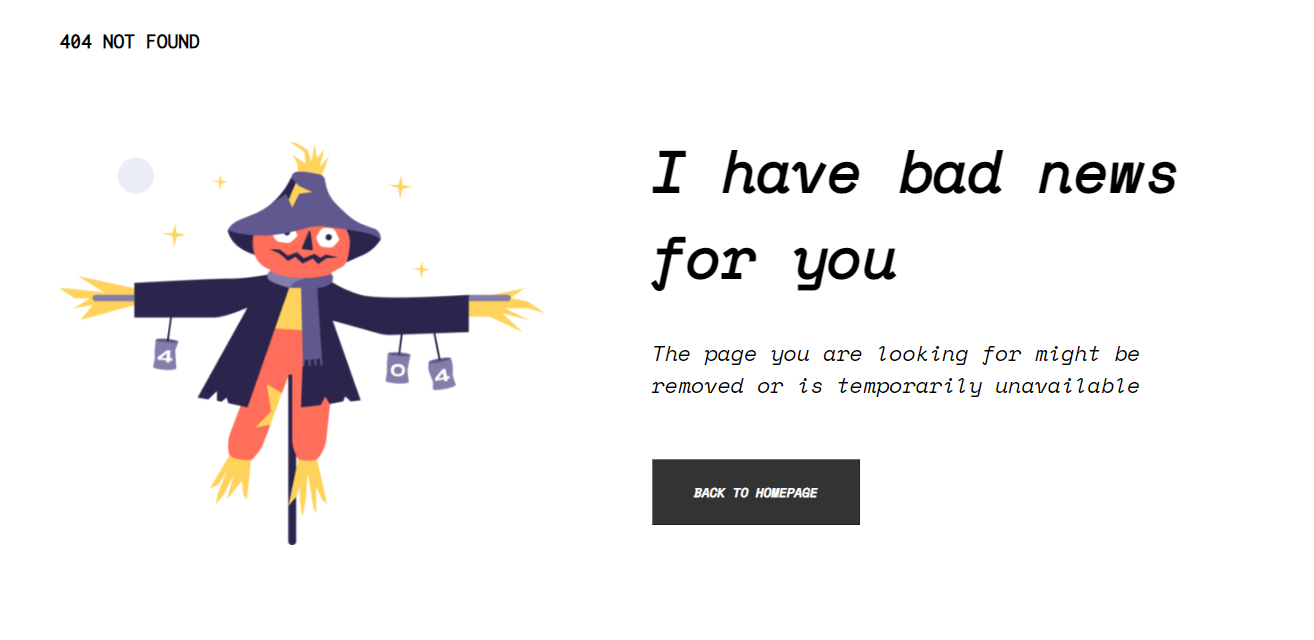 404 NOT FOUND
I have bad news
for you
The page you are looking for might be
removed or is temporarily unavailable
BACK TO HOMEPAGE
4
0
4